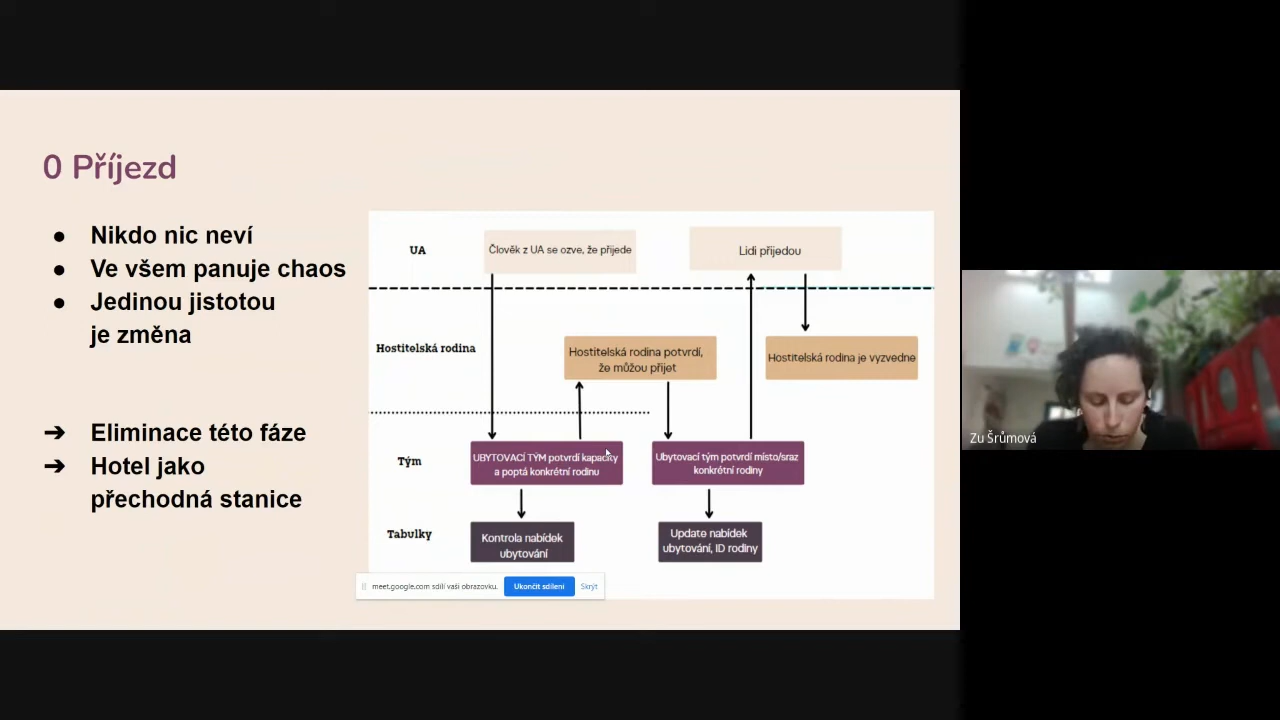 0 Příjezd
● Nikdo nic neví
● Ve všem panuje chaos
● Jedinou jistotou
je změna
➔ Eliminace této fáze
➔ Hotel jako
přechodná stanice
UA
Člověk z UA se ozve, že přijede
Lidi přijedou
Hostitelská rodina
Hostitelská rodina potvrdí,
že můžou přijet
Hostitelská rodina je vyzvedne
Tým
UBYTOVACÍ TÝM potvrdí kapacity
a poptá konkrétní rodinu
Ubytovací tým potvrdí místo/sraz
konkrétní rodiny
Tabulky
Kontrola nabídek
ubytování
Update nabídek
ubytování, ID rodiny
meet.google.com sdílí vaši obrazovku.
Ukončit sdílení
Skrýt
Zu Šrůmová